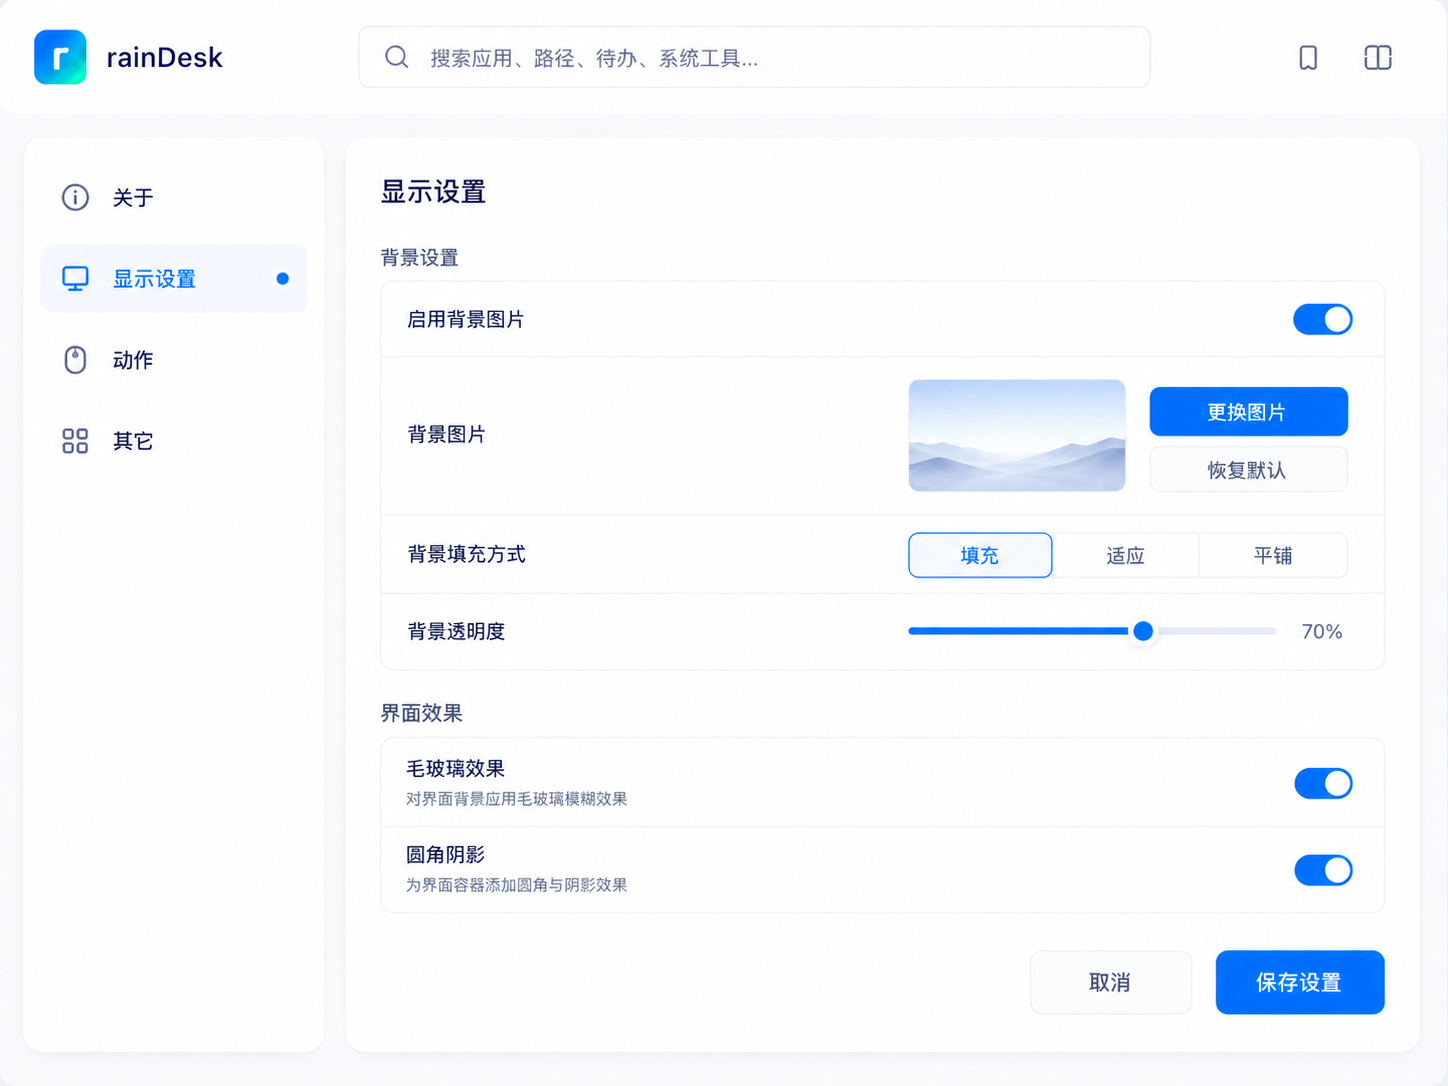 r
rainDesk
搜索应用、路径、待办、系统工具...
关于
显示设置
动作
其它
显示设置
背景设置
启用背景图片
背景图片
更换图片
恢复默认
背景填充方式
填充
适应
平铺
背景透明度
70%
界面效果
毛玻璃效果
对界面背景应用毛玻璃模糊效果
圆角阴影
为界面容器添加圆角与阴影效果
取消
保存设置